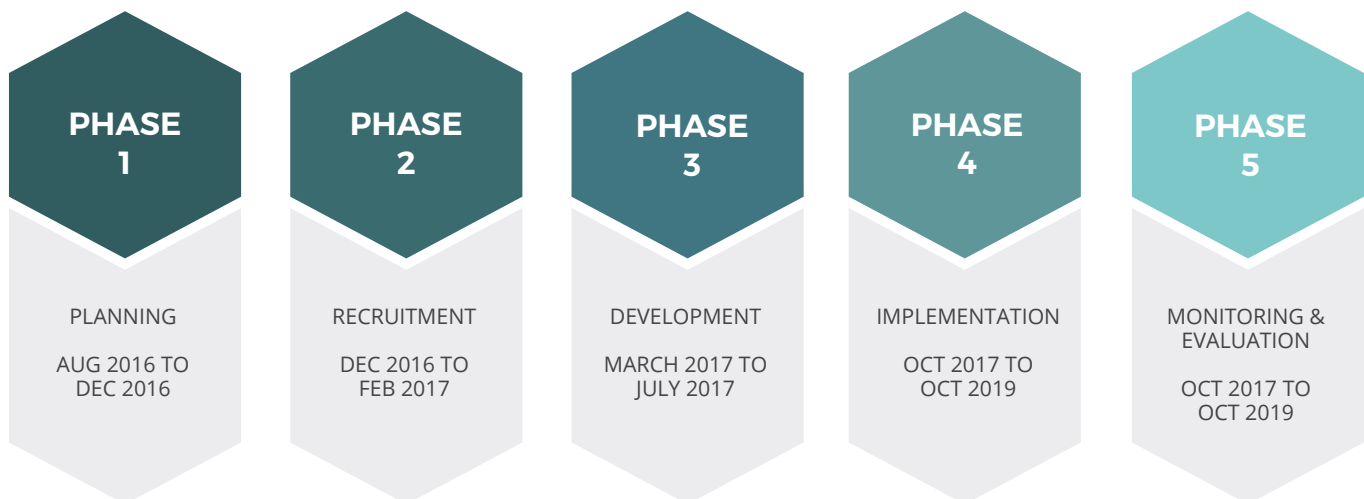 PHASE
1
PLANNING
AUG 2016 TO
DEC 2016
PHASE
2
RECRUITMENT
DEC 2016 TO
FEB 2017
PHASE
3
DEVELOPMENT
MARCH 2017 TO
JULY 2017
PHASE
4
IMPLEMENTATION
OCT 2017 TO
OCT 2019
PHASE
5
MONITORING &
EVALUATION
OCT 2017 TO
OCT 2019